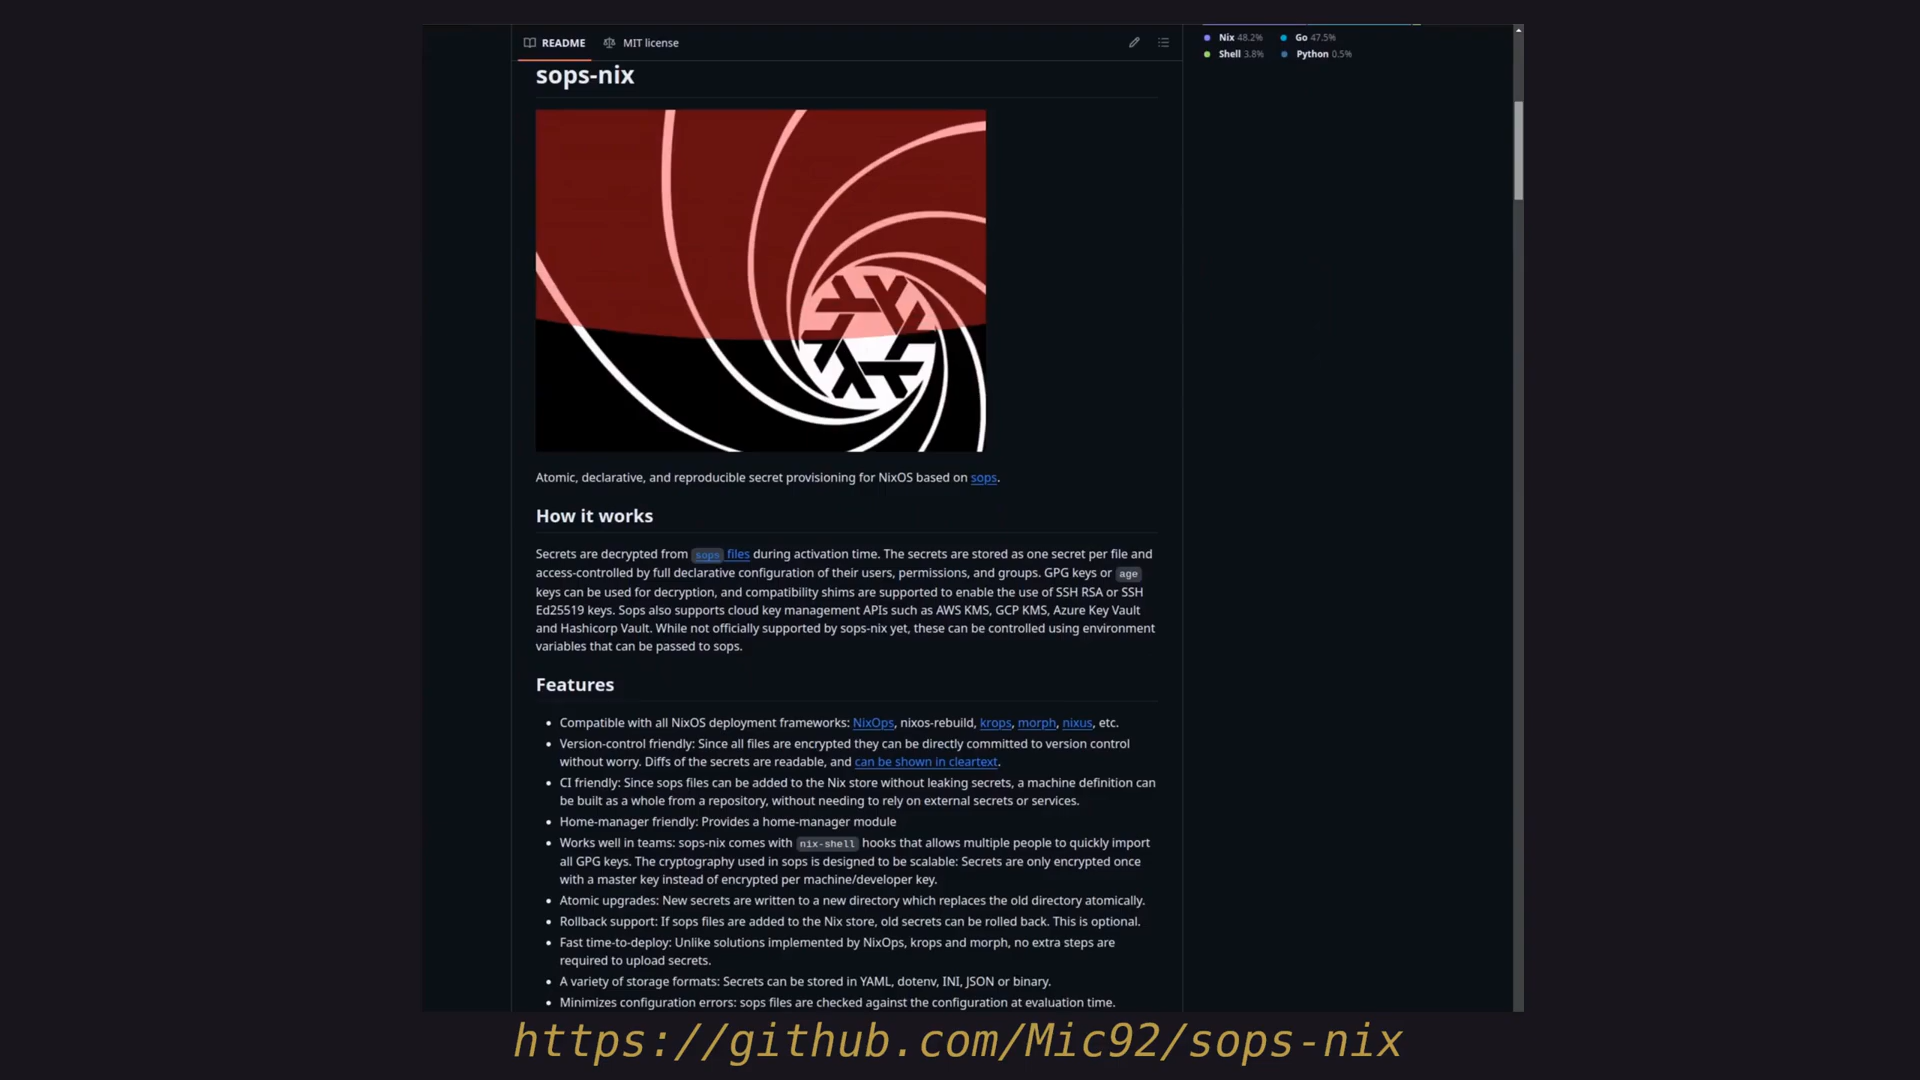 README
MIT license
Nix 48.2%
Go 47.5%
Shell 3.8%
Python 0.5%
sops-nix
Atomic, declarative, and reproducible secret provisioning for NixOS based on sops.
How it works
Secrets are decrypted from sops files during activation time. The secrets are stored as one secret per file and
access-controlled by full declarative configuration of their users, permissions, and groups. GPG keys or age
keys can be used for decryption, and compatibility shims are supported to enable the use of SSH RSA or SSH
Ed25519 keys. Sops also supports cloud key management APIs such as AWS KMS, GCP KMS, Azure Key Vault
and Hashicorp Vault. While not officially supported by sops-nix yet, these can be controlled using environment
variables that can be passed to sops.
Features
• Compatible with all NixOS deployment frameworks: NixOps, nixos-rebuild, krops, morph, nixus, etc.
• Version-control friendly: Since all files are encrypted they can be directly committed to version control
without worry. Diffs of the secrets are readable, and can be shown in cleartext.
• CI friendly: Since sops files can be added to the Nix store without leaking secrets, a machine definition can
be built as a whole from a repository, without needing to rely on external secrets or services.
• Home-manager friendly: Provides a home-manager module
• Works well in teams: sops-nix comes with nix-shell hooks that allows multiple people to quickly import
all GPG keys. The cryptography used in sops is designed to be scalable: Secrets are only encrypted once
with a master key instead of encrypted per machine/developer key.
• Atomic upgrades: New secrets are written to a new directory which replaces the old directory atomically.
• Rollback support: If sops files are added to the Nix store, old secrets can be rolled back. This is optional.
• Fast time-to-deploy: Unlike solutions implemented by NixOps, krops and morph, no extra steps are
required to upload secrets.
• A variety of storage formats: Secrets can be stored in YAML, dotenv, INI, JSON or binary.
• Minimizes configuration errors: sops files are checked against the configuration at evaluation time.
https://github.com/Mic92/sops-nix